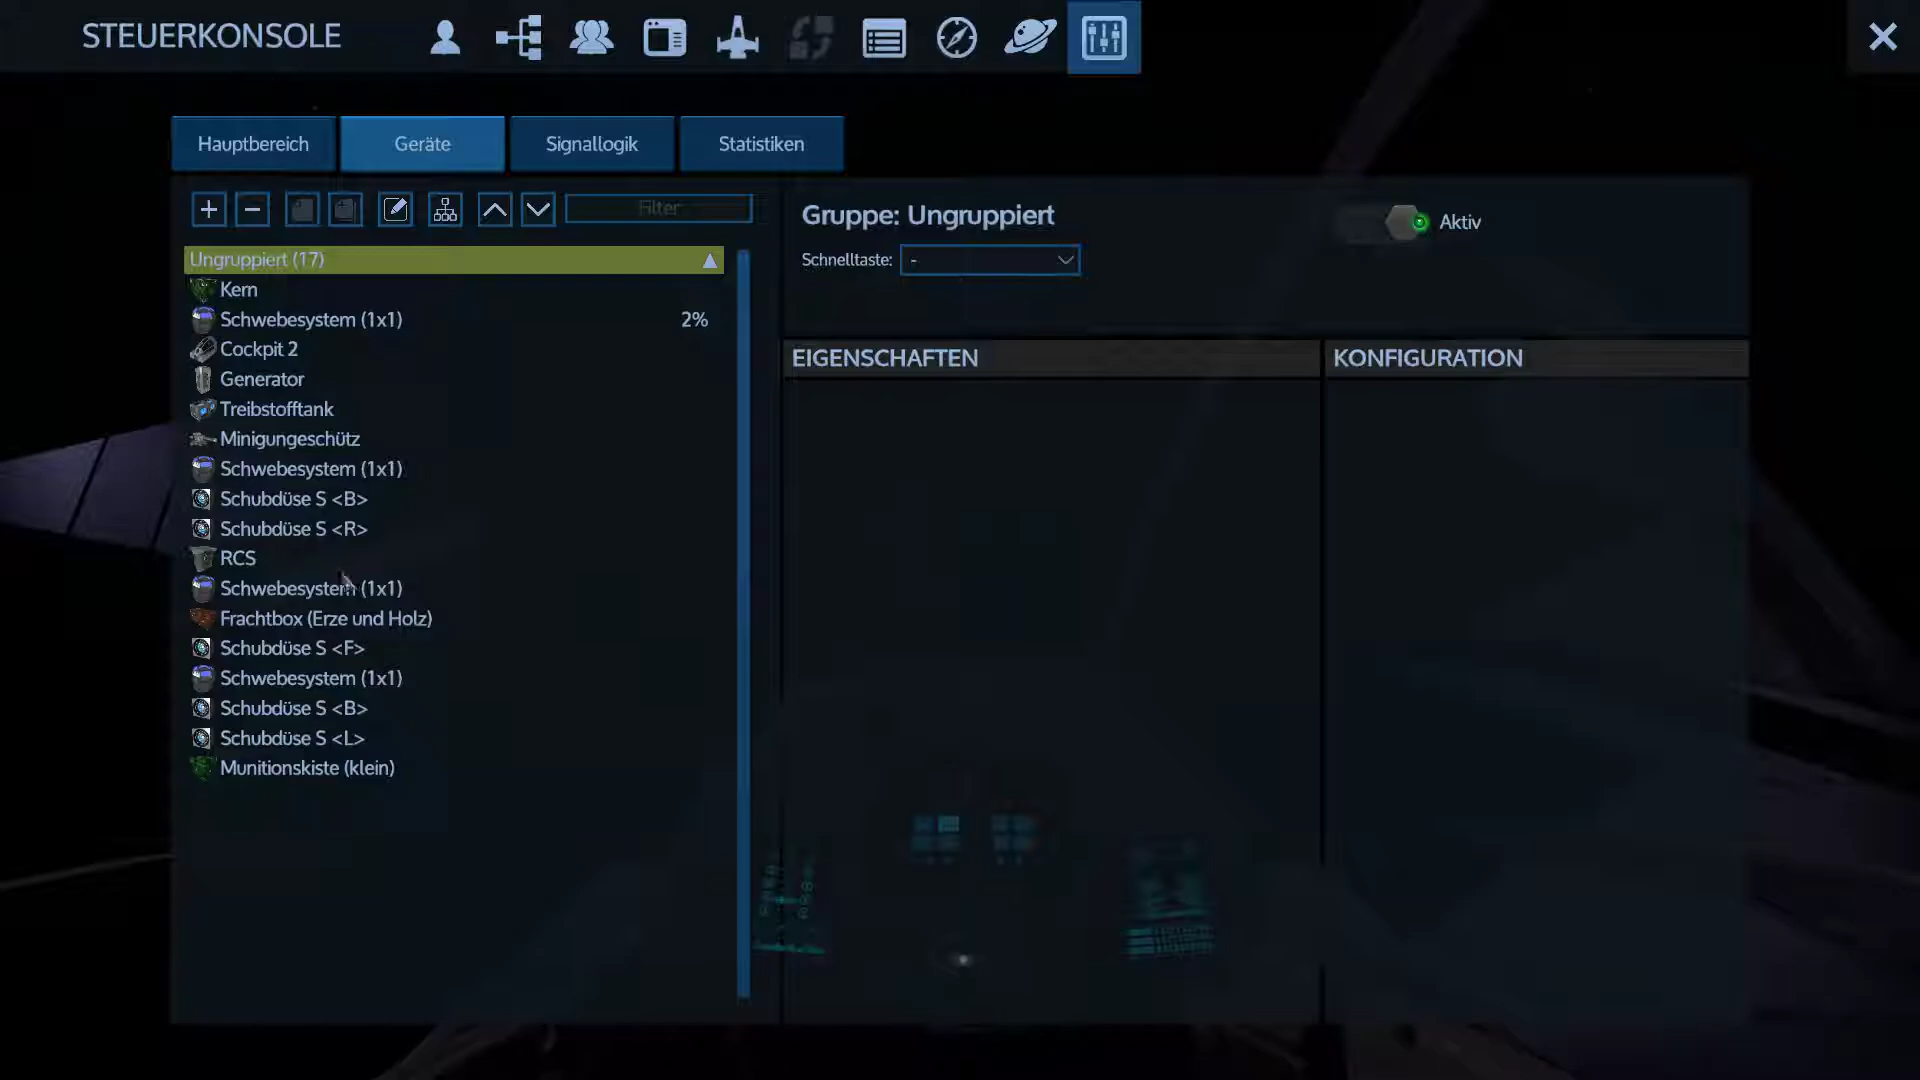 STEUERKONSOLE
Hauptbereich
Geräte
Signallogik
Statistiken
Filter
Ungruppiert (17)
Kern
Schwebesystem (1x1) 2%
Cockpit 2
Generator
Treibstofftank
Minigungeschütz
Schwebesystem (1x1)
Schubdüse S <B>
Schubdüse S <R>
RCS
Schwebesystem (1x1)
Frachtbox (Erze und Holz)
Schubdüse S <F>
Schwebesystem (1x1)
Schubdüse S <B>
Schubdüse S <L>
Munitionskiste (klein)
Gruppe: Ungruppiert
Aktiv
Schnelltaste: -
EIGENSCHAFTEN
KONFIGURATION